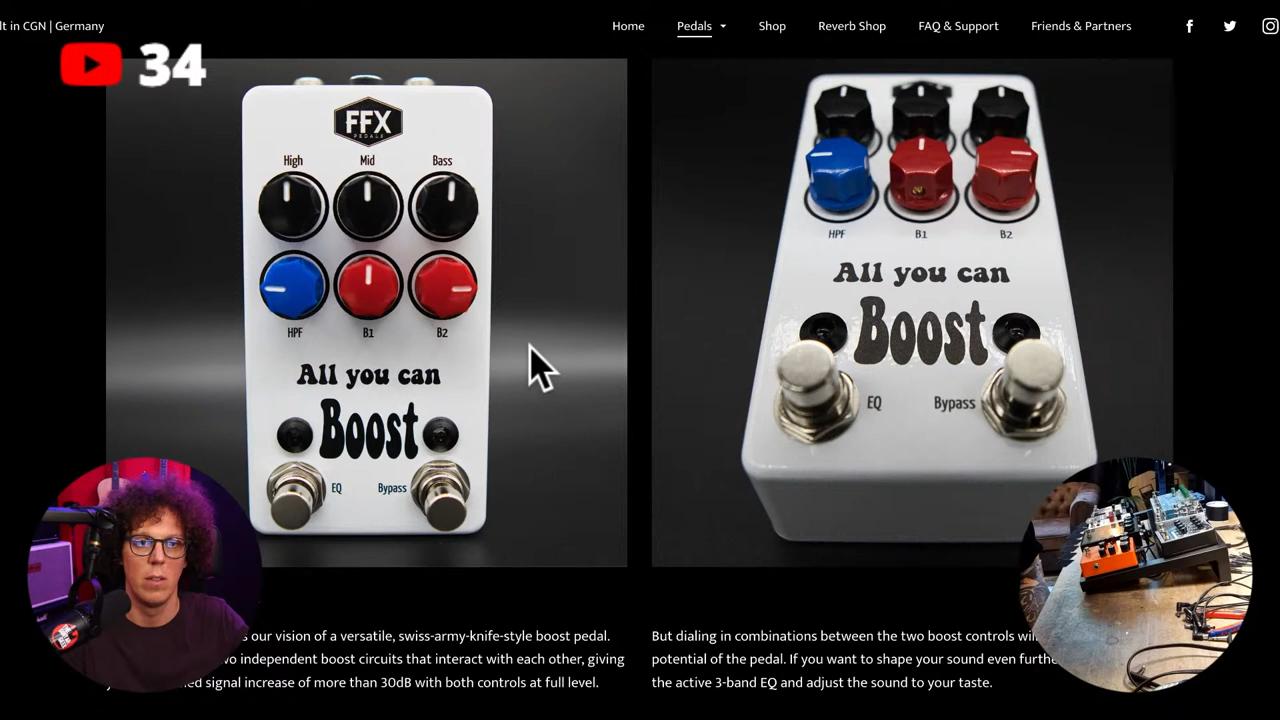 lt in CGN | Germany
Home
Pedals
Shop
Reverb Shop
FAQ & Support
Friends & Partners
34
FFX
PEDALS
High
Mid
Bass
HPF
B1
B2
All you can
Boost
EQ
Bypass
HPF
B1
B2
All you can
Boost
EQ
Bypass
s our vision of a versatile, swiss-army-knife-style boost pedal.
wo independent boost circuits that interact with each other, giving
ed signal increase of more than 30dB with both controls at full level.
But dialing in combinations between the two boost controls
potential of the pedal. If you want to shape your sound even
the active 3-band EQ and adjust the sound to your taste.